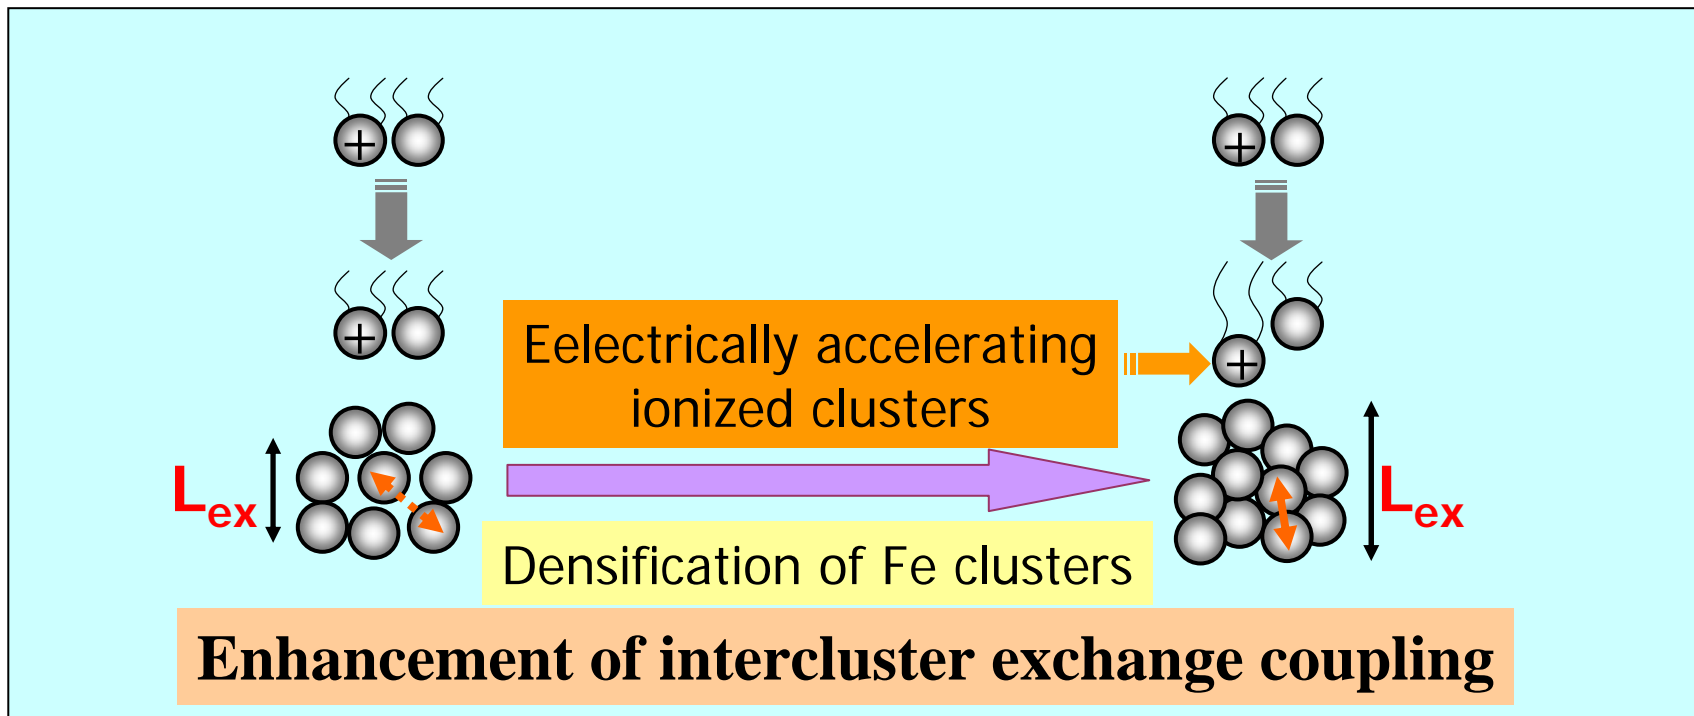 +
+
+
+
Eelectrically accelerating
ionized clusters
Lex
Lex
Densification of Fe clusters
Enhancement of intercluster exchange coupling